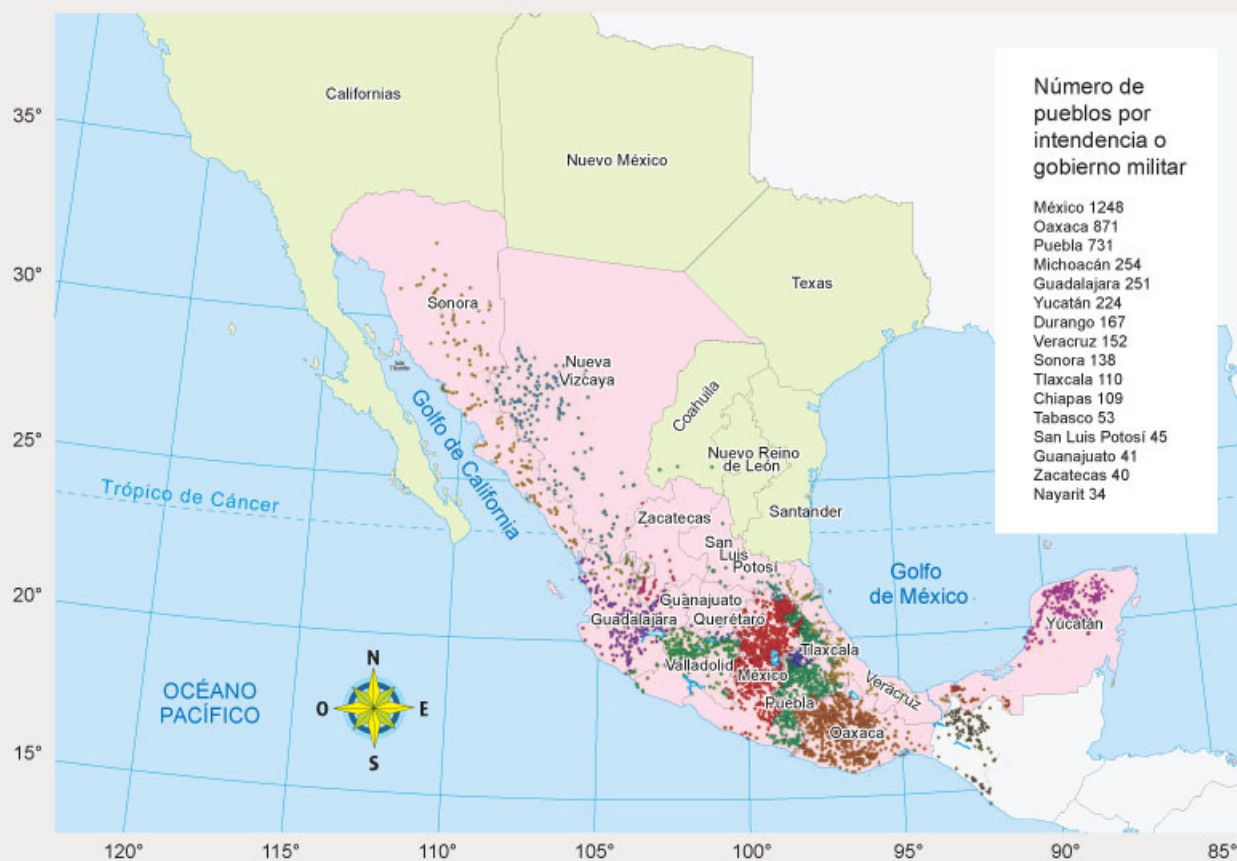 Número de
pueblos por
intendencia o
gobierno militar
México 1248
Oaxaca 871
Puebla 731
Michoacán 254
Guadalajara 251
Yucatán 224
Durango 167
Veracruz 152
Sonora 138
Tlaxcala 110
Chiapas 109
Tabasco 53
San Luis Potosí 45
Guanajuato 41
Zacatecas 40
Nayarit 34
35°
30°
25°
20°
15°
Californias
Nuevo México
Texas
Sonora
Nueva
Vizcaya
Coahuila
Golfo de California
Nuevo Reino
de León
Trópico de Cáncer
Santander
Zacatecas
San
Luis
Potosí
Golfo
de México
Guanajuato
Guadalajara
Querétaro
Yucatán
Tlaxcala
Valladolid
México
Veracruz
Puebla
Oaxaca
OCÉANO
PACÍFICO
N
O
E
S
120°
115°
110°
105°
100°
95°
90°
85°